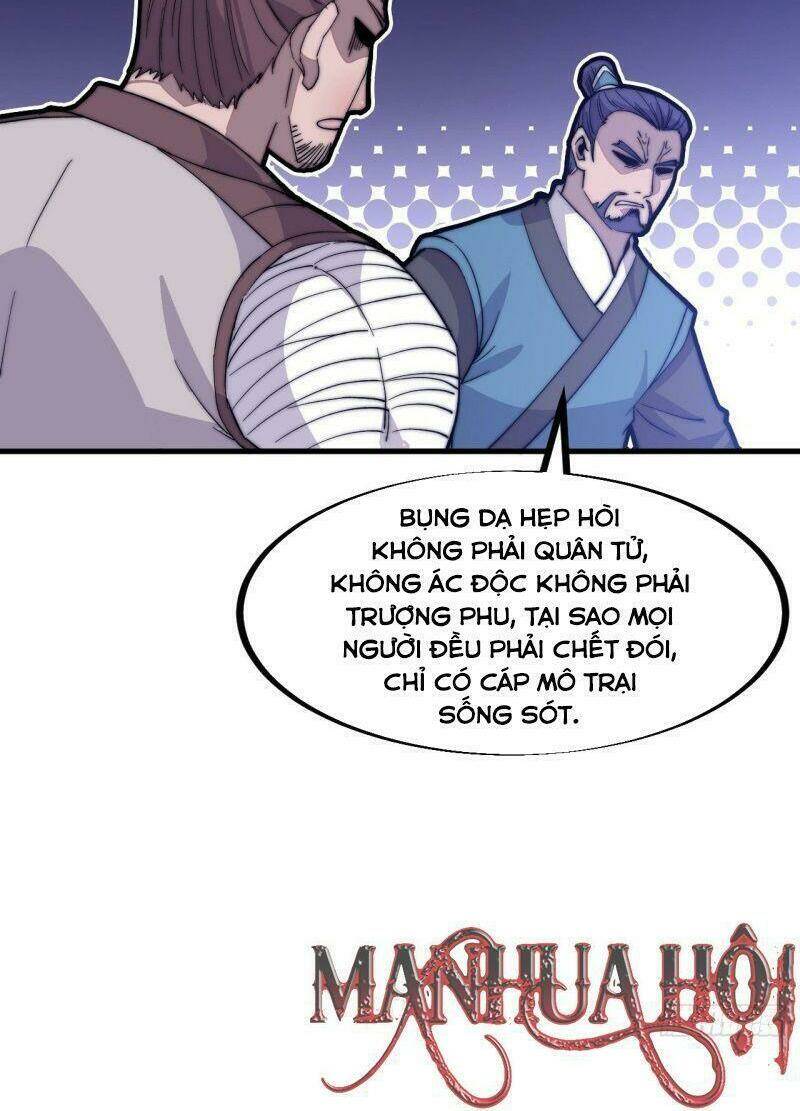 BỤNG DẠ HẸP HÒI
KHÔNG PHẢI QUÂN TỬ,
KHÔNG ÁC ĐỘC KHÔNG PHẢI
TRƯỢNG PHU, TẠI SAO MỌI
NGƯỜI ĐỀU PHẢI CHẾT ĐÓI,
CHỈ CÓ CÁP MÔ TRẠI
SỐNG SÓT.
MANHUA HỘI